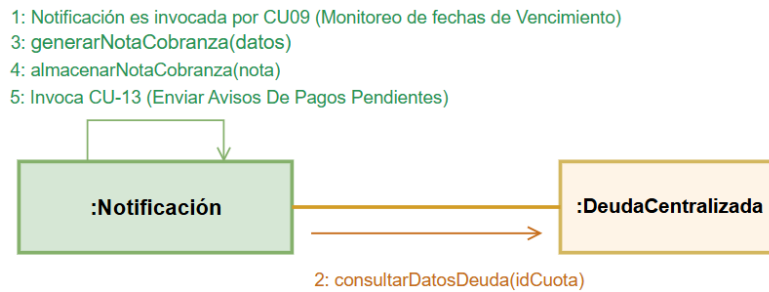 1: Notificación es invocada por CU09 (Monitoreo de fechas de Vencimiento)
3: generarNotaCobranza(datos)
4: almacenarNotaCobranza(nota)
5: Invoca CU-13 (Enviar Avisos De Pagos Pendientes)
:Notificación
:DeudaCentralizada
2: consultarDatosDeuda(idCuota)